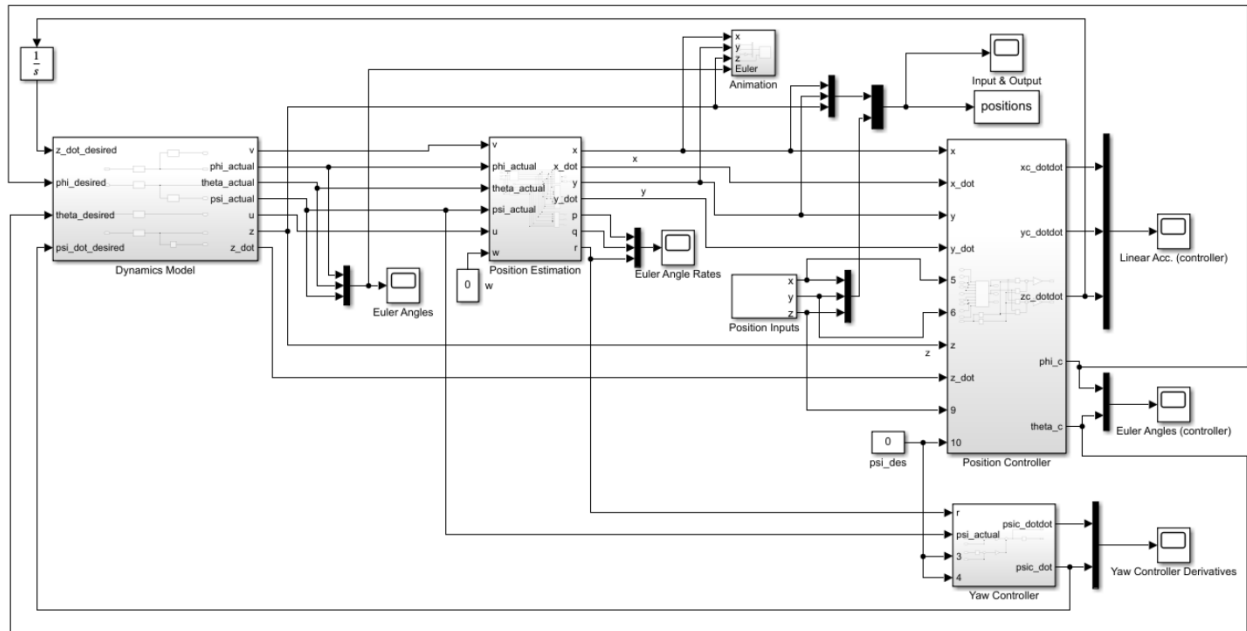 1
s
x
y
z
Euler
Animation
Input & Output
positions
z_dot_desired
phi_desired
theta_desired
psi_dot_desired
v
phi_actual
theta_actual
psi_actual
u
z
z_dot
Dynamics Model
v
phi_actual
theta_actual
psi_actual
u
w
x
x_dot
y
y_dot
p
q
r
Position Estimation
x
y
0
w
Euler Angles
Euler Angle Rates
x
y
z
Position Inputs
z
x
x_dot
y
y_dot
5
6
z
z_dot
9
10
xc_dotdot
yc_dotdot
zc_dotdot
phi_c
theta_c
Position Controller
Linear Acc. (controller)
Euler Angles (controller)
0
psi_des
r
psi_actual
3
4
psic_dotdot
psic_dot
Yaw Controller
Yaw Controller Derivatives